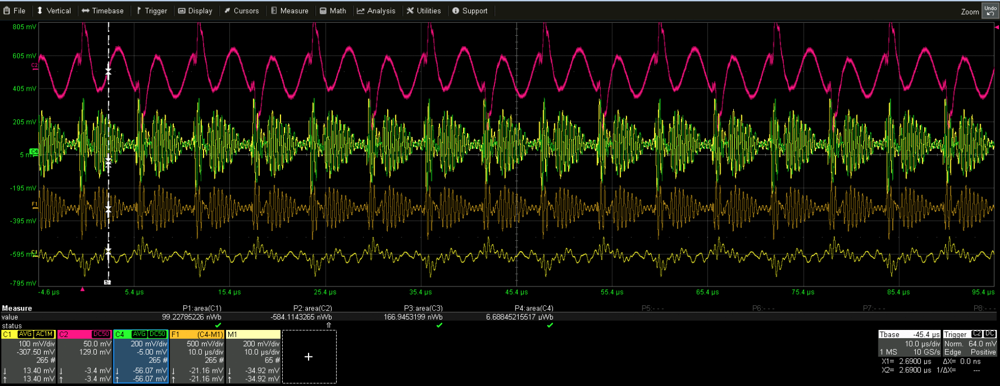 File Vertical Timebase Trigger Display Cursors Measure Math Analysis Utilities Support Zoom Undo
805 mV
605 mV
C2
405 mV
205 mV
C4
5 m
-195 mV
F1
-395 mV
-595 mV
-795 mV
-4.6 µs 5.4 µs 15.4 µs 25.4 µs 35.4 µs 45.4 µs 55.4 µs 65.4 µs 75.4 µs 85.4 µs 95.4 µs
Measure P1:area(C1) P2:area(C2) P3:area(C3) P4:area(C4) P5:--- P6:--- P7:--- P8:---
value 99.22785226 nWb -584.1143265 nWb 166.9453199 nWb 6.68845215517 µWb
status
C1 AVG AC1M C2 DC50 C4 AVG DC50 F1 (C4-M1) M1 Tbase -45.4 µs Trigger C2 DC
100 mV/div 50.0 mV 200 mV/div 500 mV/div 200 mV/div 10.0 µs/div Norm. 64.0 mV
-307.50 mV 129.0 mV -5.00 mV 10.0 µs/div 10.0 µs/div 1 MS 10 GS/s Edge Positive
265 # 265 # 265 # 65 # X1= 2.6900 µs ΔX= 0.0 ns
13.40 mV -3.4 mV -56.07 mV -21.16 mV -34.92 mV X2= 2.6900 µs 1/ΔX= ---
13.40 mV -3.4 mV -56.07 mV -21.16 mV -34.92 mV